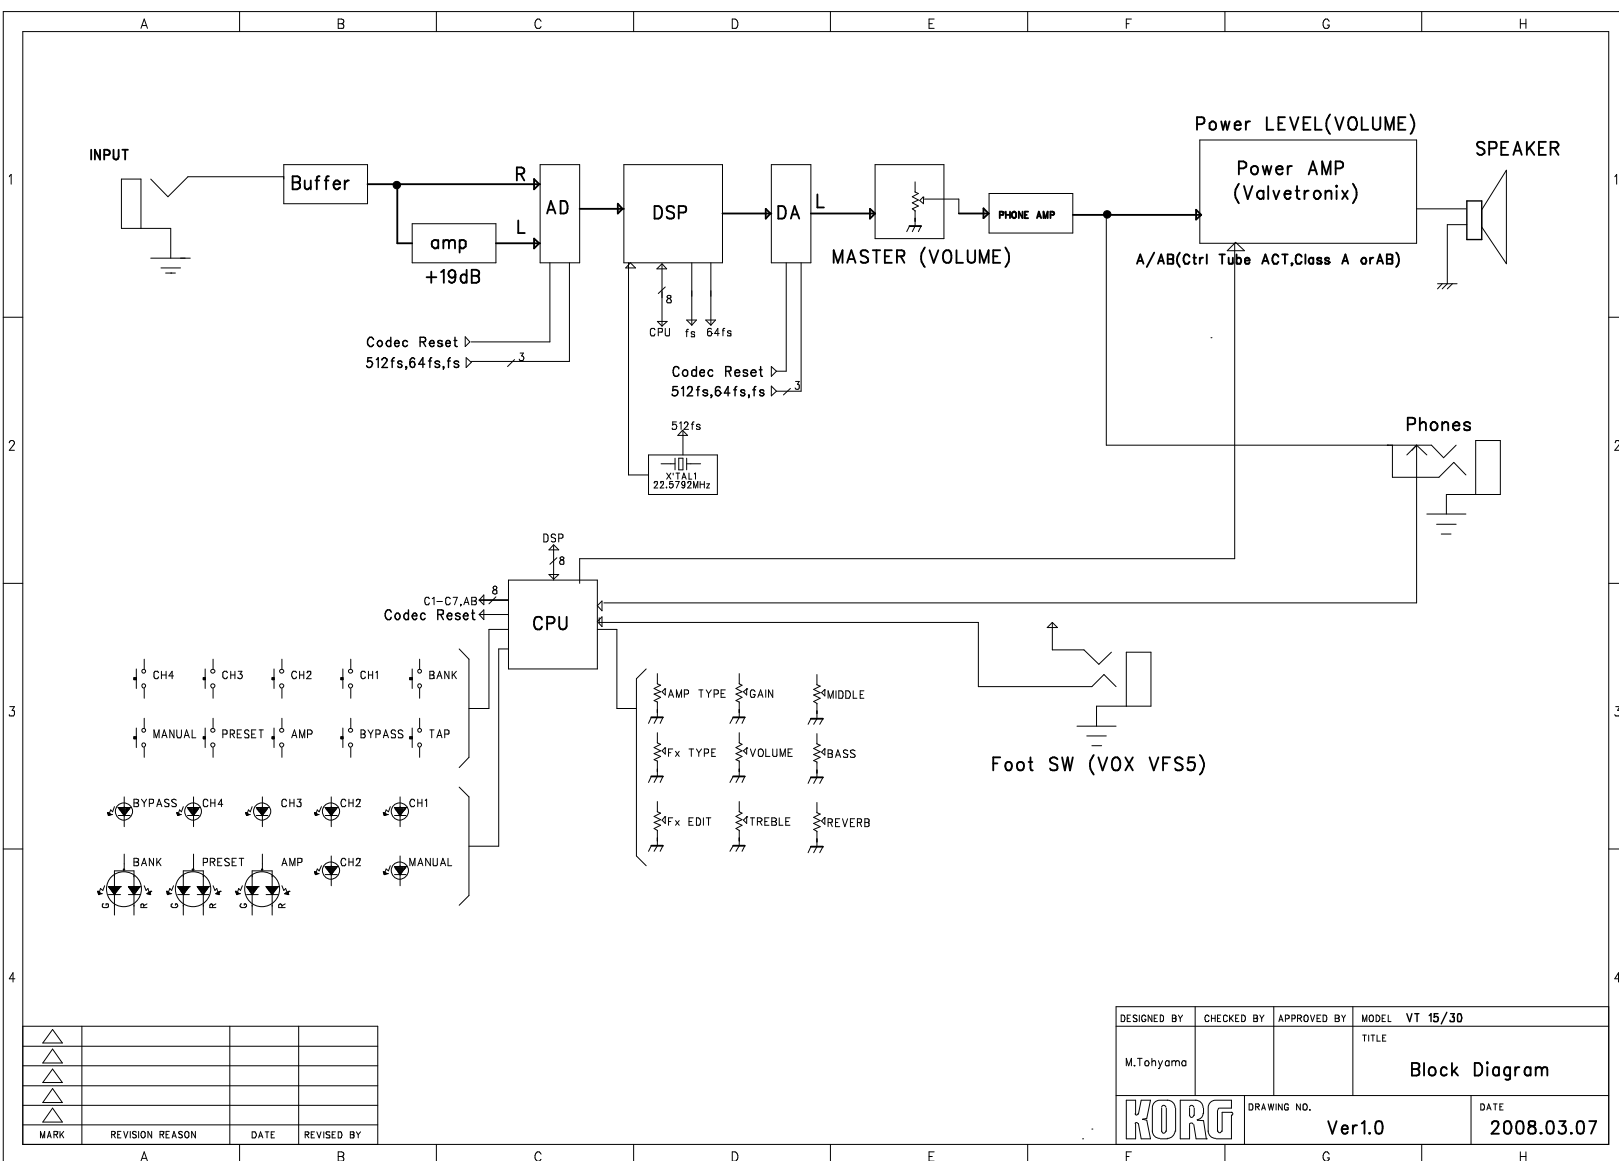 A B C D E F G H
1 1
INPUT
Buffer
R
L
amp
+19dB
AD
DSP
DA
L
MASTER (VOLUME)
PHONE AMP
Power LEVEL(VOLUME)
Power AMP
(Valvetronix)
A/AB(Ctrl Tube ACT,Class A orAB)
SPEAKER
Codec Reset
512fs,64fs,fs
3
8
CPU fs 64fs
Codec Reset
512fs,64fs,fs
3
2 2
512fs
X'TAL1
22.5792MHz
Phones
DSP
8
CPU
8
C1-C7,AB
Codec Reset
3 3
CH4 CH3 CH2 CH1 BANK
MANUAL PRESET AMP BYPASS TAP
BYPASS CH4 CH3 CH2 CH1
BANK PRESET AMP CH2 MANUAL
G R G R G R
AMP TYPE GAIN MIDDLE
Fx TYPE VOLUME BASS
Fx EDIT TREBLE REVERB
Foot SW (VOX VFS5)
4 4
MARK REVISION REASON DATE REVISED BY
DESIGNED BY CHECKED BY APPROVED BY MODEL VT 15/30
M.Tohyama
TITLE
Block Diagram
KORG
DRAWING NO.
Ver1.0
DATE
2008.03.07
A B C D E F G H